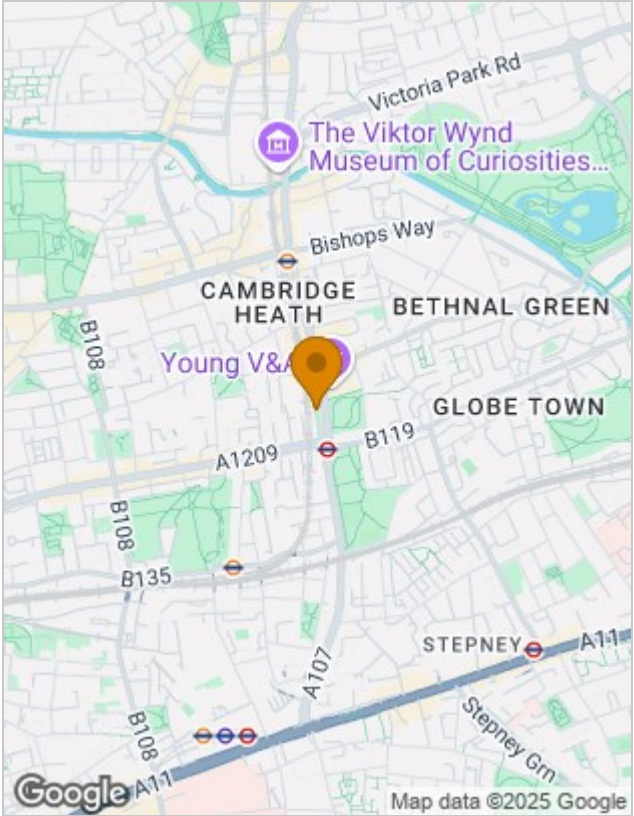 Victoria Park Rd
The Viktor Wynd
Museum of Curiosities...
Bishops Way
CAMBRIDGE
HEATH
BETHNAL GREEN
B108
Young V&A
GLOBE TOWN
B119
A1209
B108
B135
STEPNEY
A11
A107
Stepney Grn
B108
A11
Google
Map data ©2025 Google